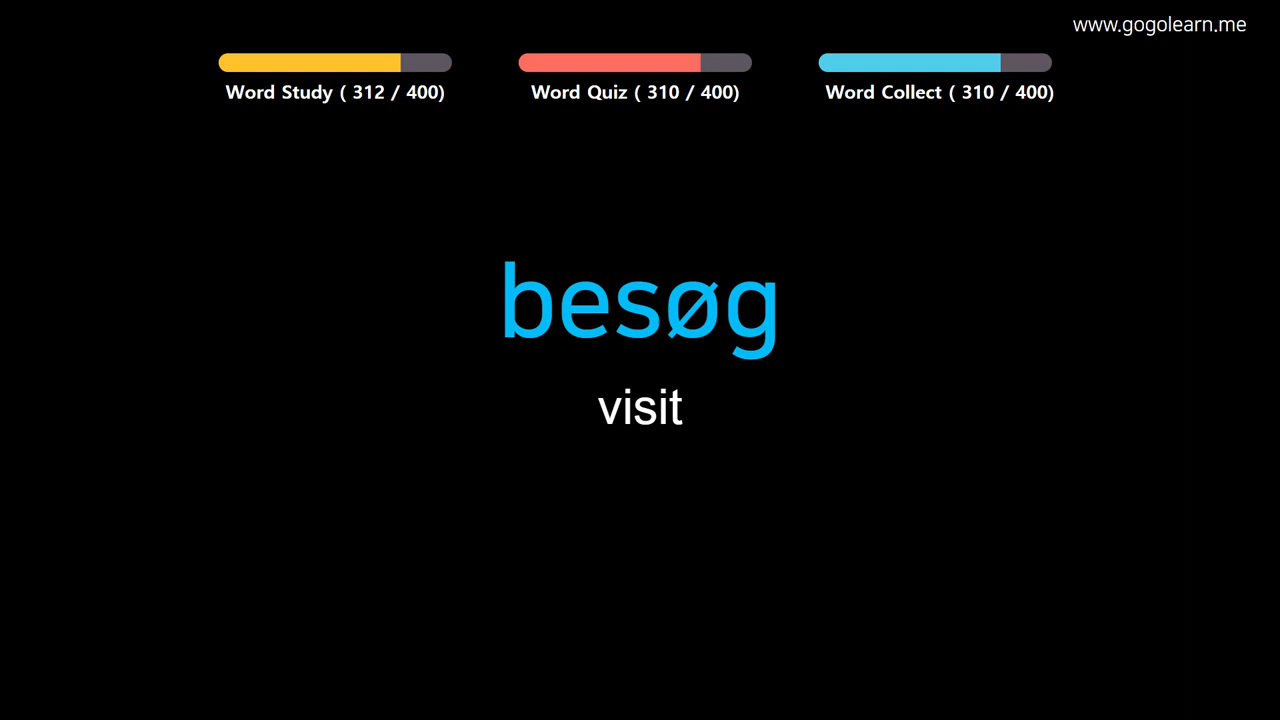 www.gogolearn.me
Word Study ( 312 / 400)
Word Quiz ( 310 / 400)
Word Collect ( 310 / 400)
besøg
visit